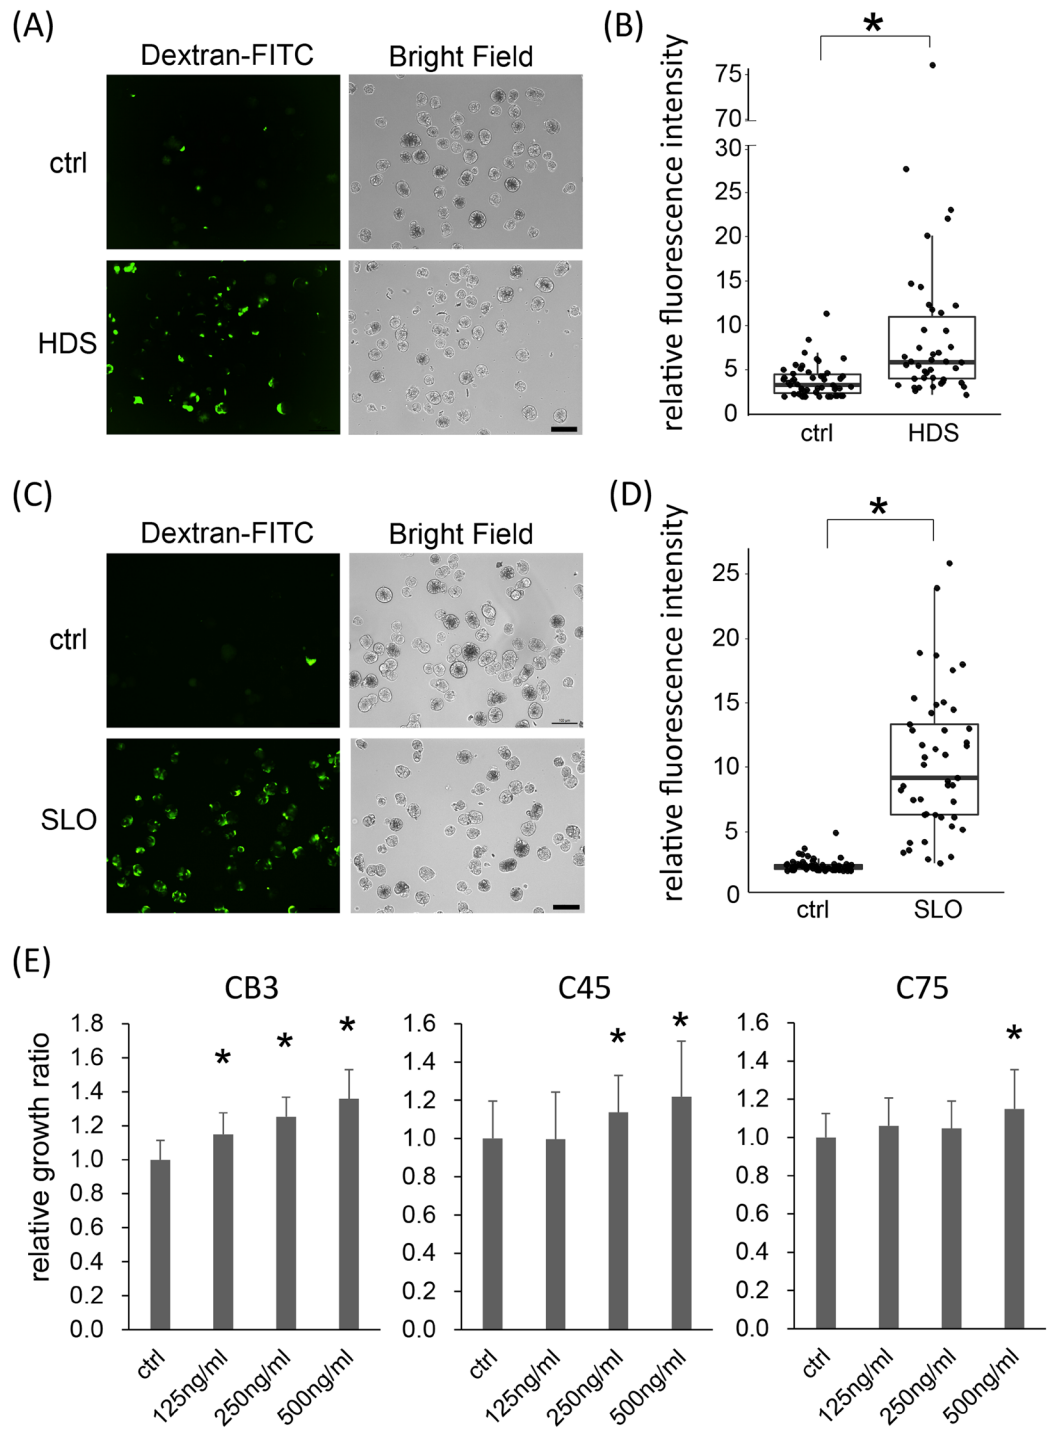 (A)
Dextran-FITC Bright Field
ctrl
HDS
(B)
*
relative fluorescence intensity
75
70
30
25
20
15
10
5
0
ctrl HDS
(C)
Dextran-FITC Bright Field
ctrl
SLO
(D)
*
relative fluorescence intensity
25
20
15
10
5
0
ctrl SLO
(E)
CB3
relative growth ratio
1.8
1.6
1.4
1.2
1.0
0.8
0.6
0.4
0.2
0.0
* * *
ctrl 125ng/ml 250ng/ml 500ng/ml
C45
1.6
1.4
1.2
1.0
0.8
0.6
0.4
0.2
0.0
* *
ctrl 125ng/ml 250ng/ml 500ng/ml
C75
1.6
1.4
1.2
1.0
0.8
0.6
0.4
0.2
0.0
*
ctrl 125ng/ml 250ng/ml 500ng/ml